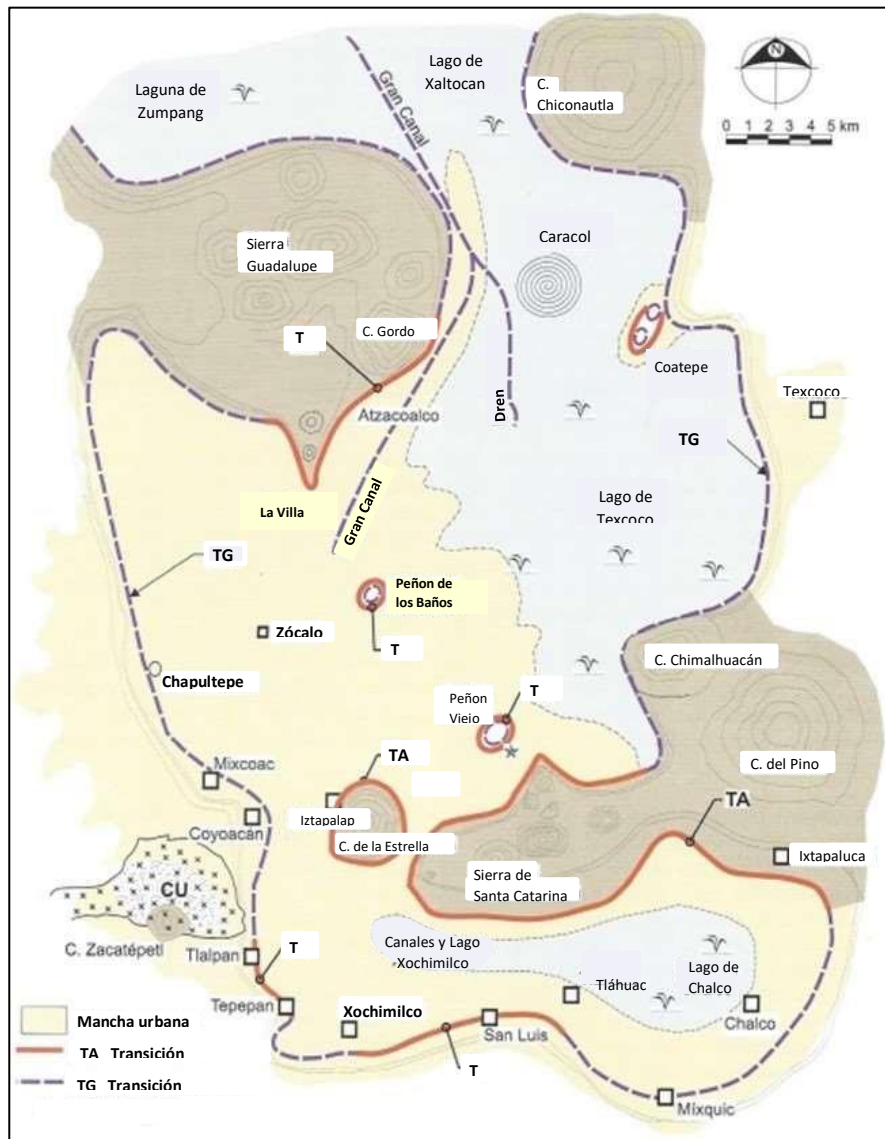 Laguna de
Zumpang
Gran Canal
Lago de
Xaltocan
C.
Chiconautla
N
0 1 2 3 4 5 km
Sierra
Guadalupe
Caracol
T
C. Gordo
Atzacoalco
Dren
Coatepe
Texcoco
TG
La Villa
Gran Canal
Lago de
Texcoco
TG
Peñon de
los Baños
Zócalo
T
C. Chimalhuacán
Chapultepe
Peñon
Viejo
T
Mixcoac
TA
C. del Pino
Iztapalap
TA
Coyoacán
C. de la Estrella
Ixtapaluca
CU
Sierra de
Santa Catarina
C. Zacatépetl
Tlalpan
T
Canales y Lago
Xochimilco
Tláhuac
Lago de
Chalco
Tepepan
Xochimilco
San Luis
Chalco
T
Míxquic
Mancha urbana
TA Transición
TG Transición